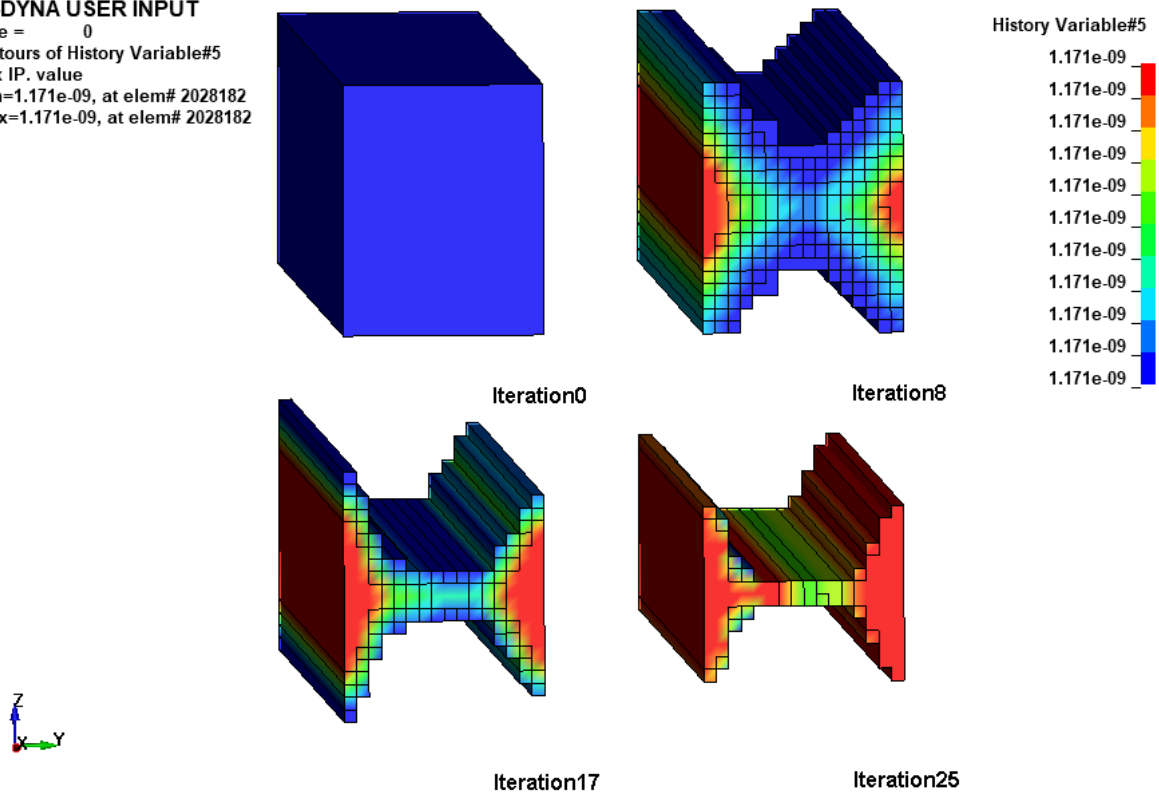 DYNA USER INPUT
e = 0
tours of History Variable#5
IP. value
=1.171e-09, at elem# 2028182
x=1.171e-09, at elem# 2028182
History Variable#5
1.171e-09
1.171e-09
1.171e-09
1.171e-09
1.171e-09
1.171e-09
1.171e-09
1.171e-09
1.171e-09
1.171e-09
1.171e-09
Iteration0
Iteration8
Z
X
Y
Iteration17
Iteration25